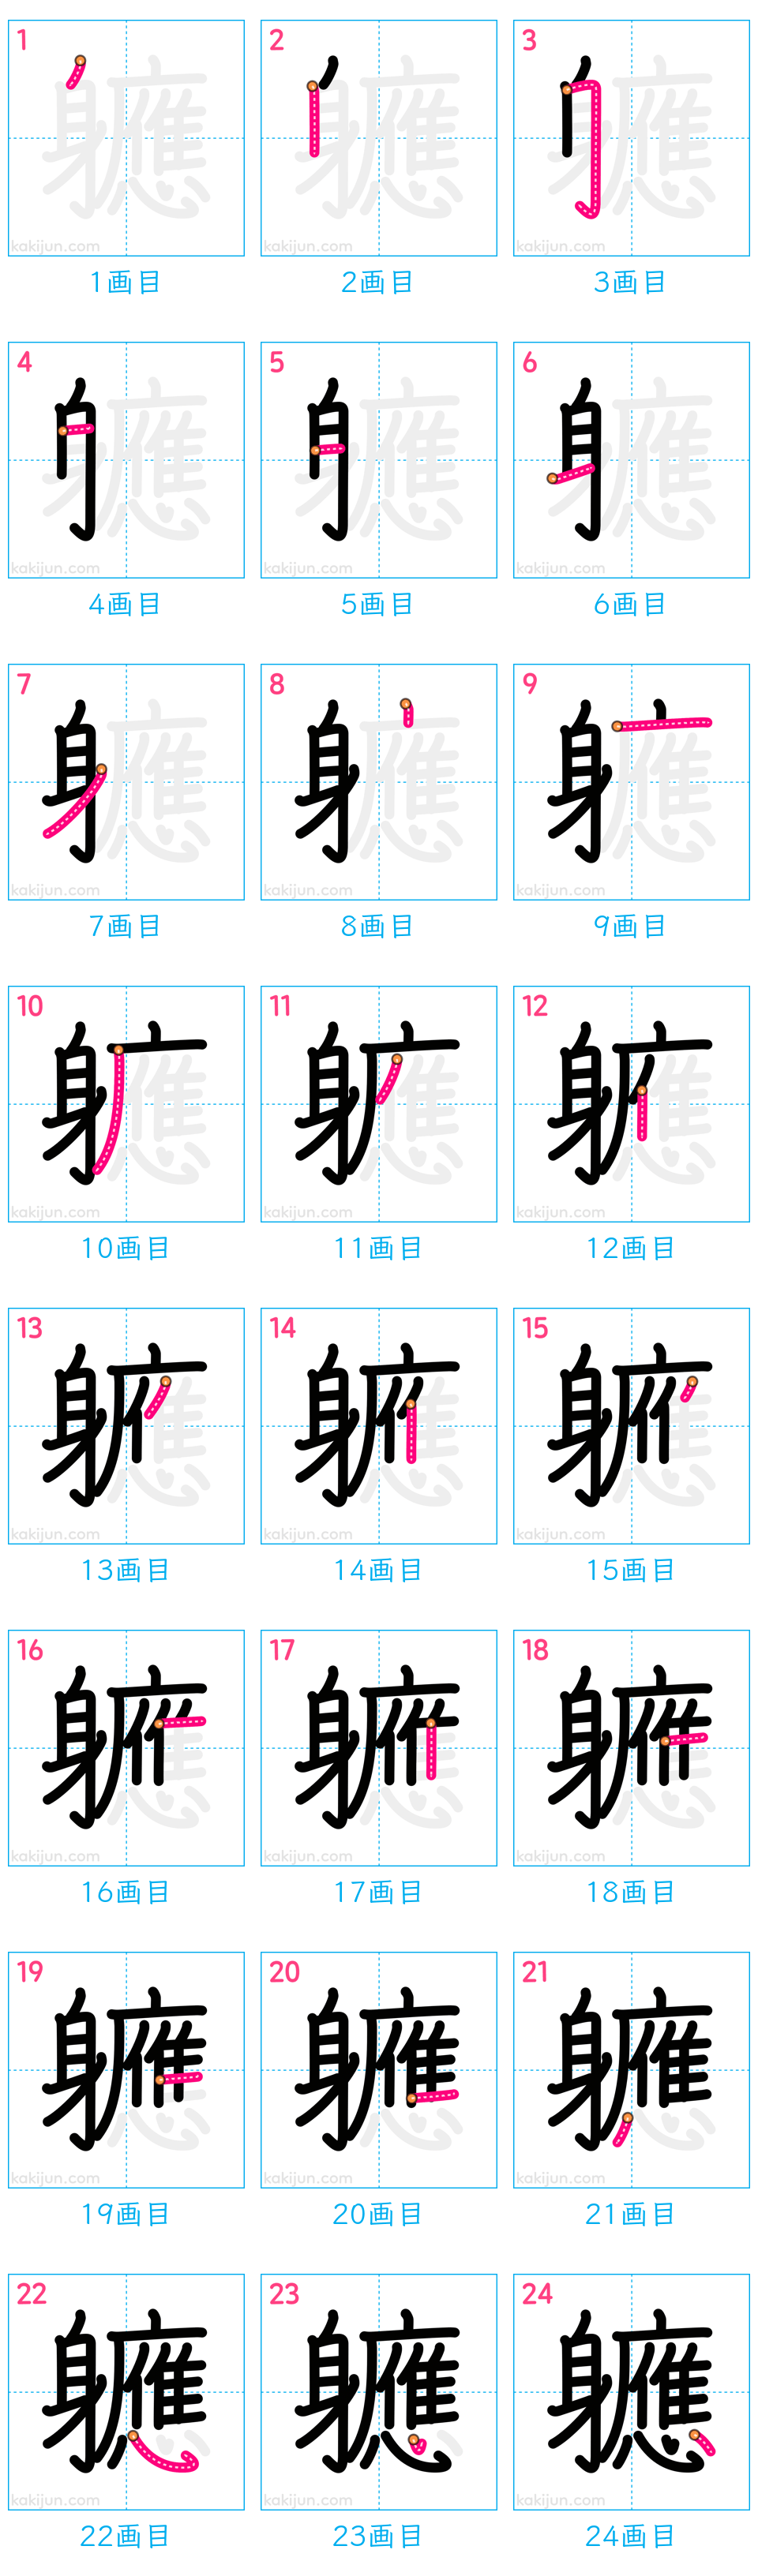 1 2 3
kakijun.com kakijun.com kakijun.com
1画目 2画目 3画目
4 5 6
kakijun.com kakijun.com kakijun.com
4画目 5画目 6画目
7 8 9
kakijun.com kakijun.com kakijun.com
7画目 8画目 9画目
10 11 12
kakijun.com kakijun.com kakijun.com
10画目 11画目 12画目
13 14 15
kakijun.com kakijun.com kakijun.com
13画目 14画目 15画目
16 17 18
kakijun.com kakijun.com kakijun.com
16画目 17画目 18画目
19 20 21
kakijun.com kakijun.com kakijun.com
19画目 20画目 21画目
22 23 24
軈
kakijun.com kakijun.com kakijun.com
22画目 23画目 24画目